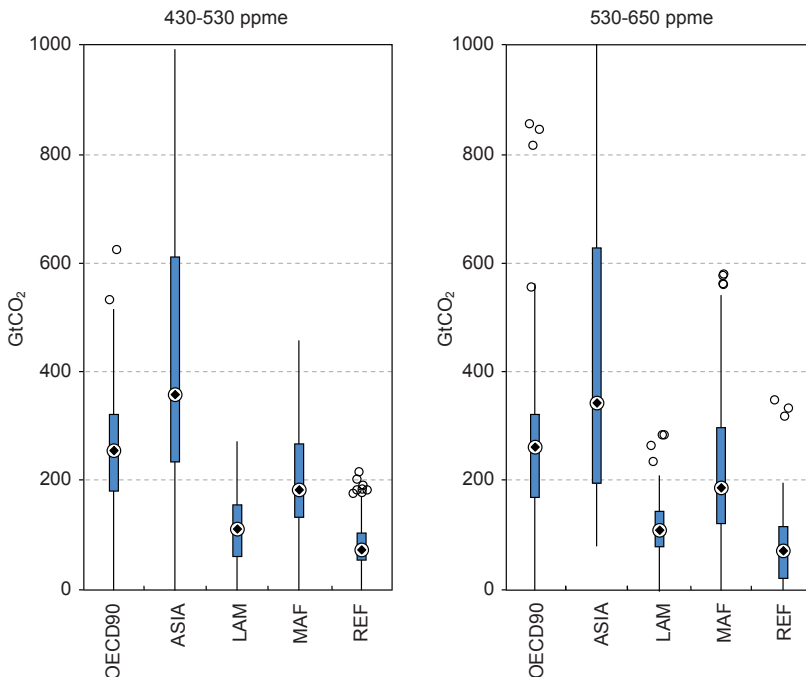 430-530 ppme
1000
800
600
400
200
0
GtCO₂
OECD90
ASIA
LAM
MAF
REF
530-650 ppme
1000
800
600
400
200
0
GtCO₂
OECD90
ASIA
LAM
MAF
REF